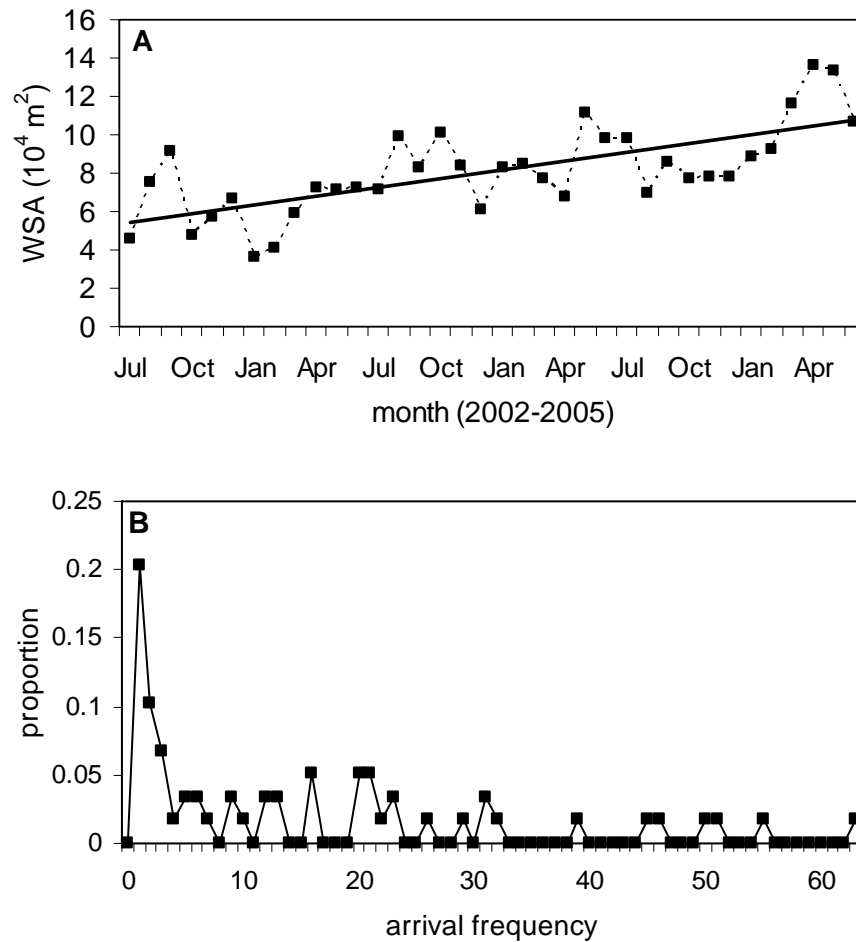 A
16
14
12
10
8
6
4
2
0
WSA (10⁴ m²)
Jul Oct Jan Apr Jul Oct Jan Apr Jul Oct Jan Apr
month (2002-2005)
B
0.25
0.2
0.15
0.1
0.05
0
proportion
0 10 20 30 40 50 60
arrival frequency